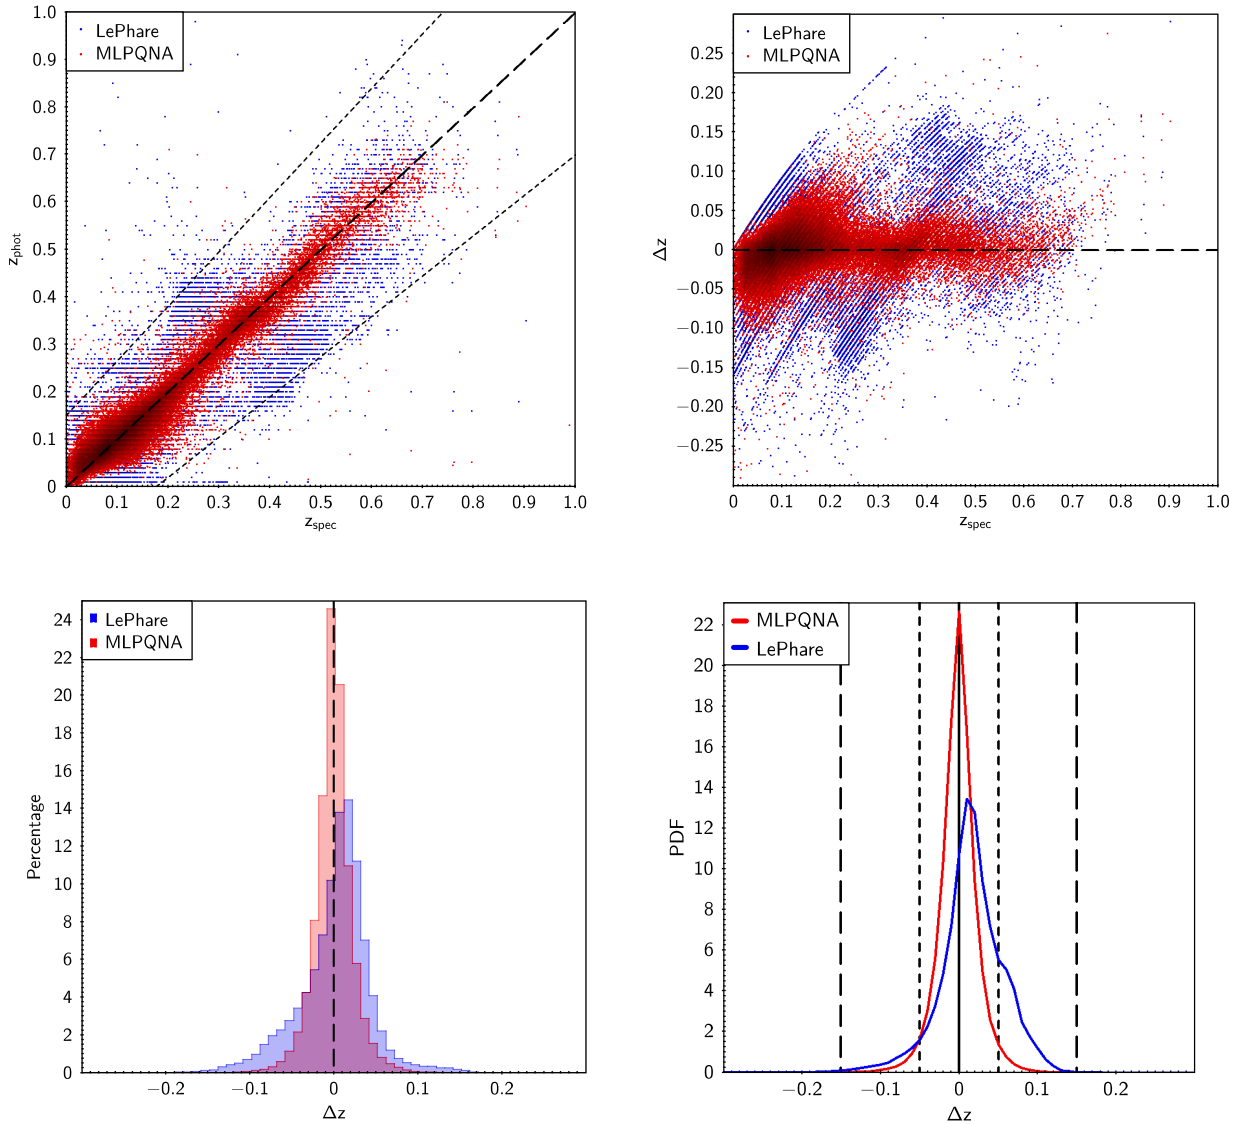 1.0
0.9
0.8
0.7
0.6
0.5
0.4
0.3
0.2
0.1
0
z_phot
LePhare
MLPQNA
0 0.1 0.2 0.3 0.4 0.5 0.6 0.7 0.8 0.9 1.0
z_spec
0.25
0.20
0.15
0.10
0.05
0
−0.05
−0.10
−0.15
−0.20
−0.25
Δz
LePhare
MLPQNA
0 0.1 0.2 0.3 0.4 0.5 0.6 0.7 0.8 0.9 1.0
z_spec
24
22
20
18
16
14
12
10
8
6
4
2
0
Percentage
LePhare
MLPQNA
−0.2 −0.1 0 0.1 0.2
Δz
22
20
18
16
14
12
10
8
6
4
2
0
PDF
MLPQNA
LePhare
−0.2 −0.1 0 0.1 0.2
Δz